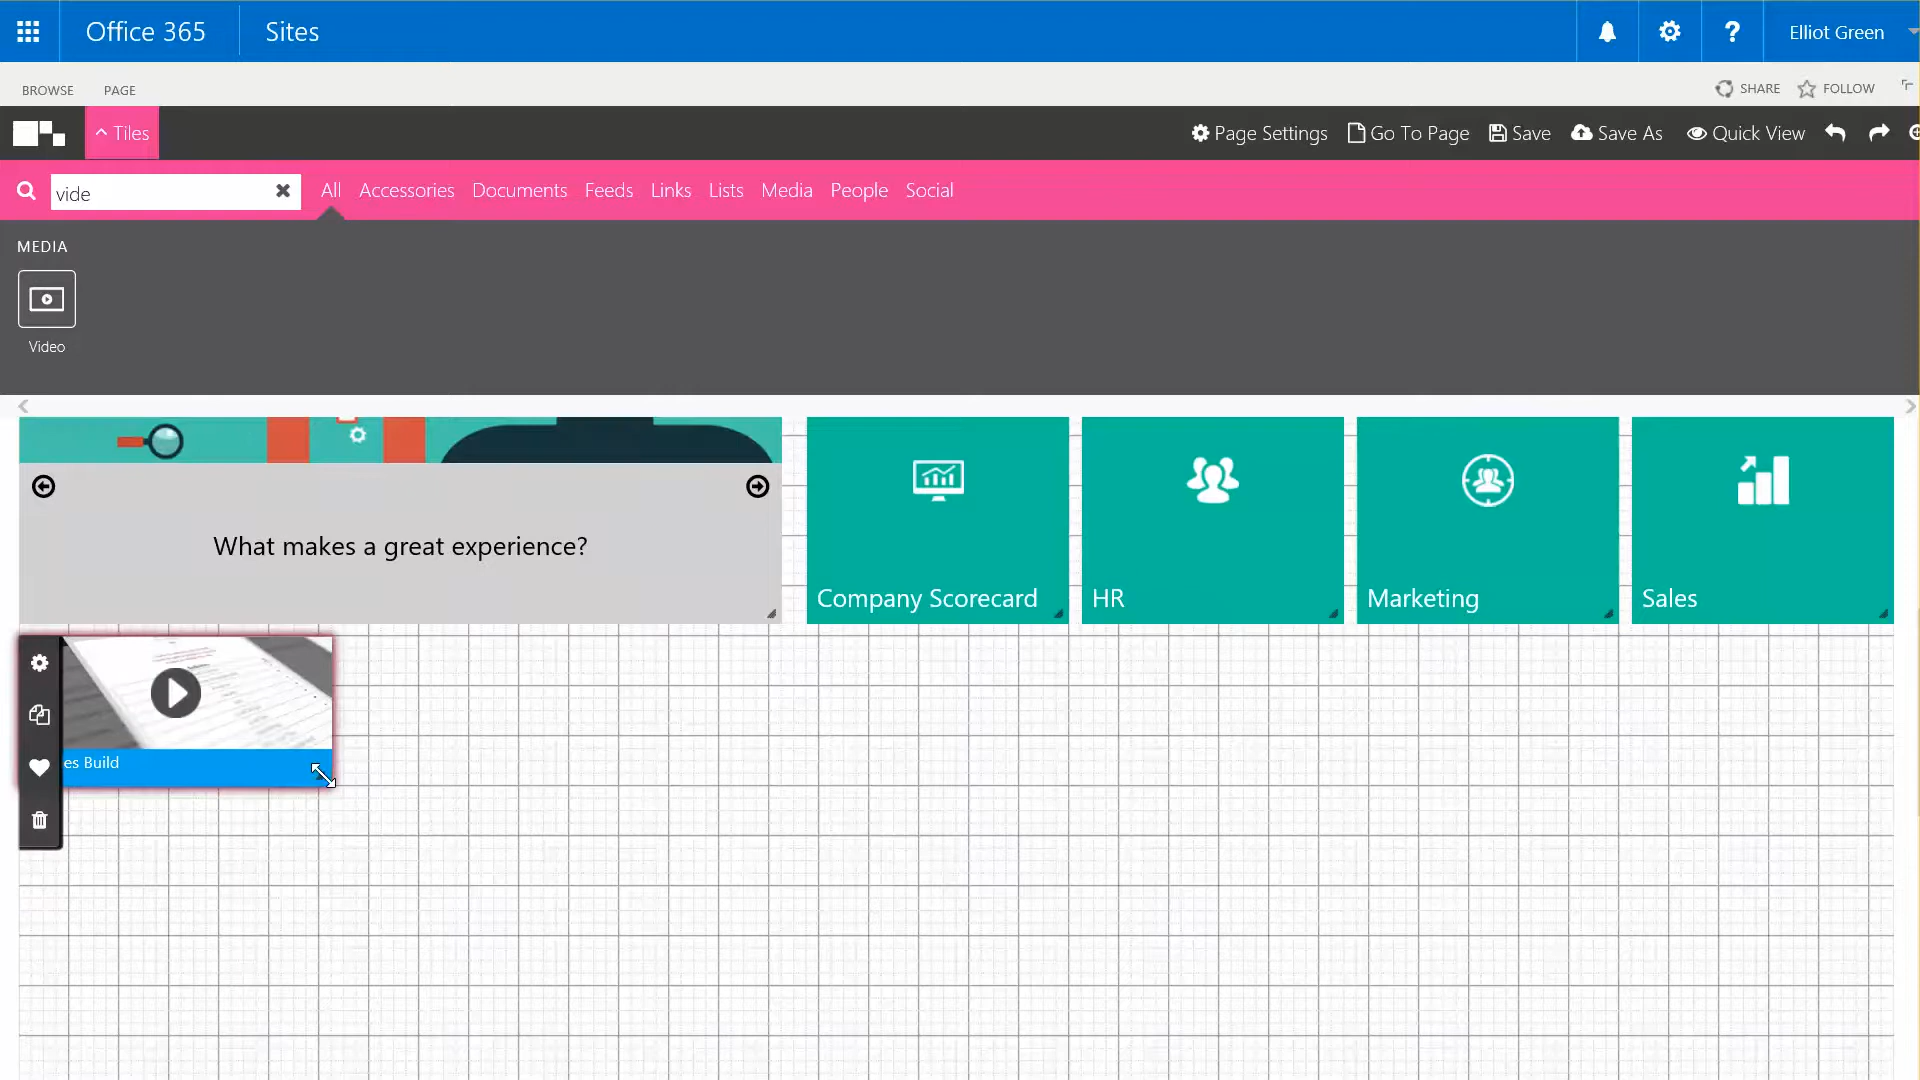 Office 365
Sites
Elliot Green
BROWSE
PAGE
SHARE
FOLLOW
Tiles
Page Settings
Go To Page
Save
Save As
Quick View
vide
All
Accessories
Documents
Feeds
Links
Lists
Media
People
Social
MEDIA
Video
What makes a great experience?
Company Scorecard
HR
Marketing
Sales
es Build